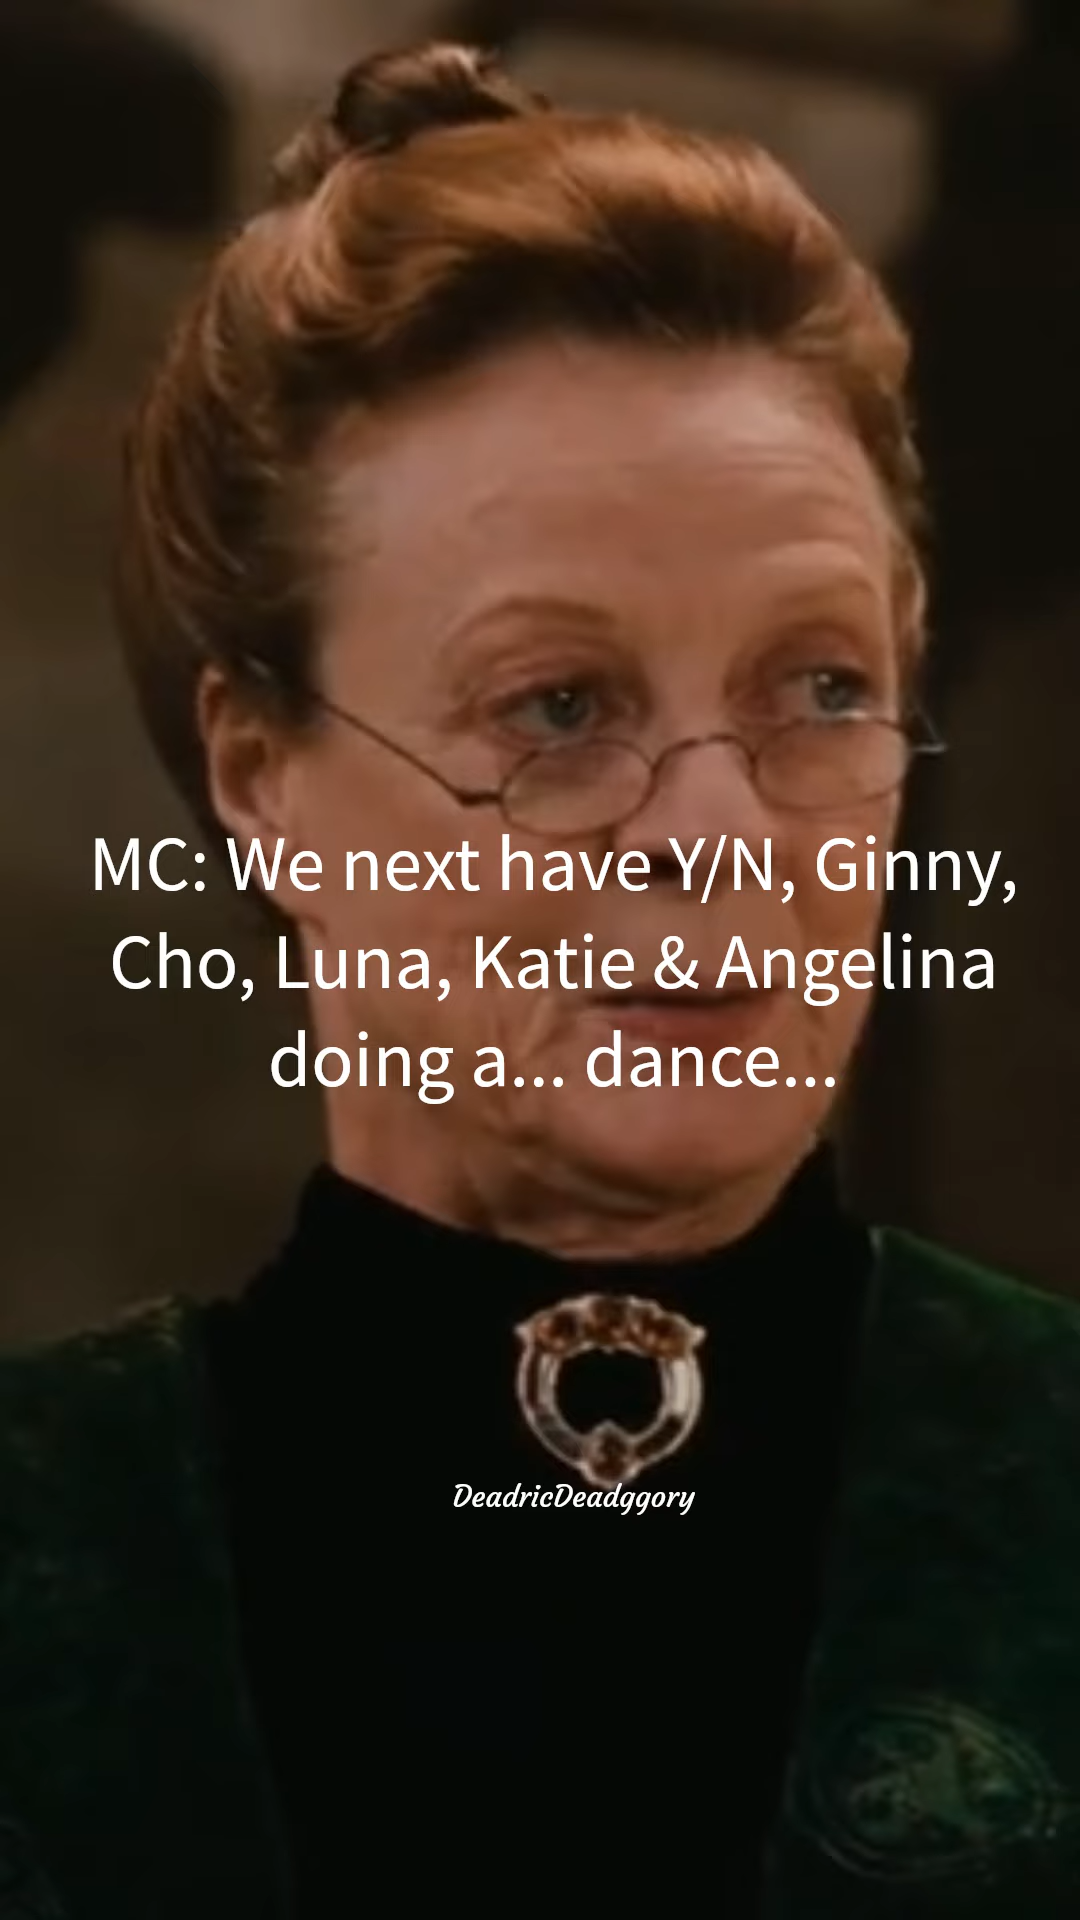 MC: We next have Y/N, Ginny,
Cho, Luna, Katie & Angelina
doing a... dance...
DeadricDeadggory